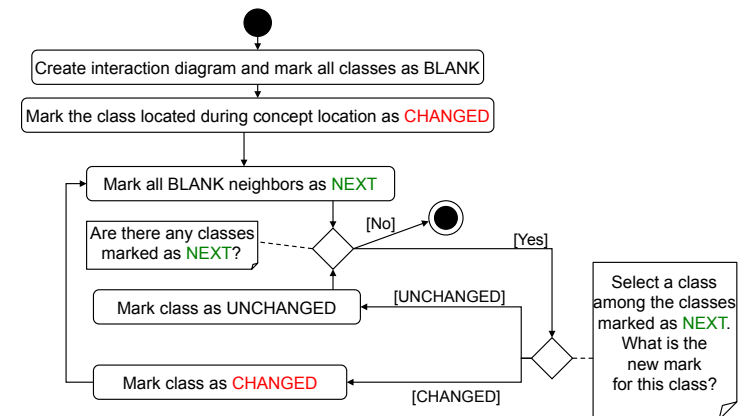 Create interaction diagram and mark all classes as BLANK
Mark the class located during concept location as CHANGED
Mark all BLANK neighbors as NEXT
Are there any classes
marked as NEXT?
[No]
[Yes]
Mark class as UNCHANGED
[UNCHANGED]
Select a class
among the classes
marked as NEXT.
What is the
new mark
for this class?
Mark class as CHANGED
[CHANGED]